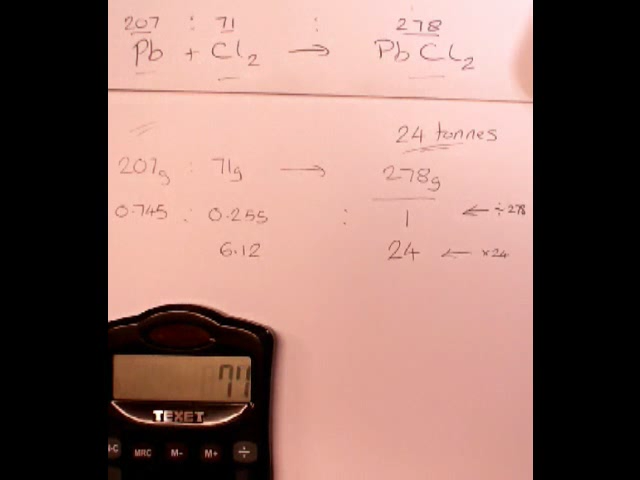 207 : 71 : 278
Pb + Cl2 → PbCl2
24 tonnes
207g : 71g → 278g
0.745 : 0.255 : 1 ← ÷278
6.12 24 ← ×24
71
TEXET
MRC M- M+ ÷